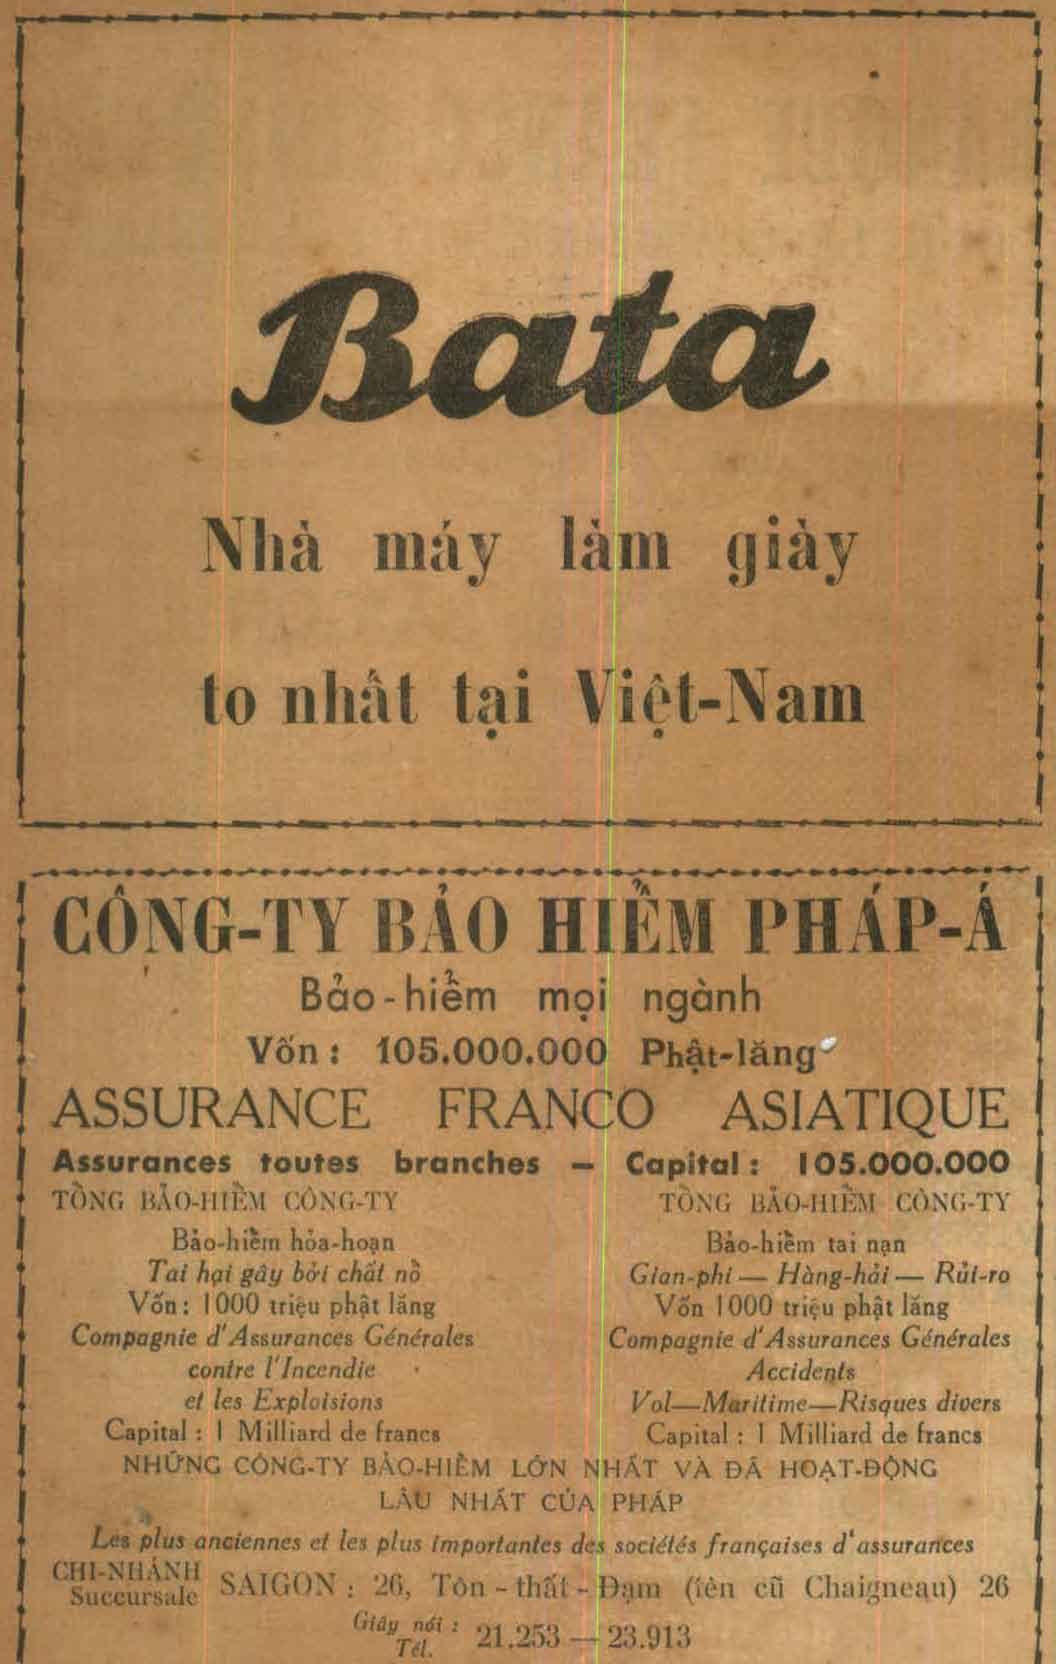 Bata
Nhà máy làm giày
to nhất tại Việt-Nam
CÔNG-TY BẢO HIỂM PHÁP-Á
Bảo-hiểm mọi ngành
Vốn : 105.000.000 Phật-lăng
ASSURANCE FRANCO ASIATIQUE
Assurances toutes branches — Capital : 105.000.000
TỔNG BẢO-HIỂM CÔNG-TY
Bảo-hiểm hỏa-hoạn
Tai hại gây bởi chất nổ
Vốn : 1000 triệu phật lăng
Compagnie d'Assurances Générales
contre l'Incendie
et les Exploisions
Capital : 1 Milliard de francs
TỔNG BẢO-HIỂM CÔNG-TY
Bảo-hiểm tai nạn
Gian-phi — Hàng-hải — Rủi-ro
Vốn 1000 triệu phật lăng
Compagnie d'Assurances Générales
Accidents
Vol—Maritime—Risques divers
Capital : 1 Milliard de francs
NHỮNG CÔNG-TY BẢO-HIỂM LỚN NHẤT VÀ ĐÃ HOẠT-ĐỘNG
LÂU NHẤT CỦA PHÁP
Les plus anciennes et les plus importantes des sociétés françaises d'assurances
CHI-NHÁNH
Succursale SAIGON : 26, Tôn-thất-Đạm (tên cũ Chaigneau) 26
Giây nói :
Tél. 21.253 — 23.913